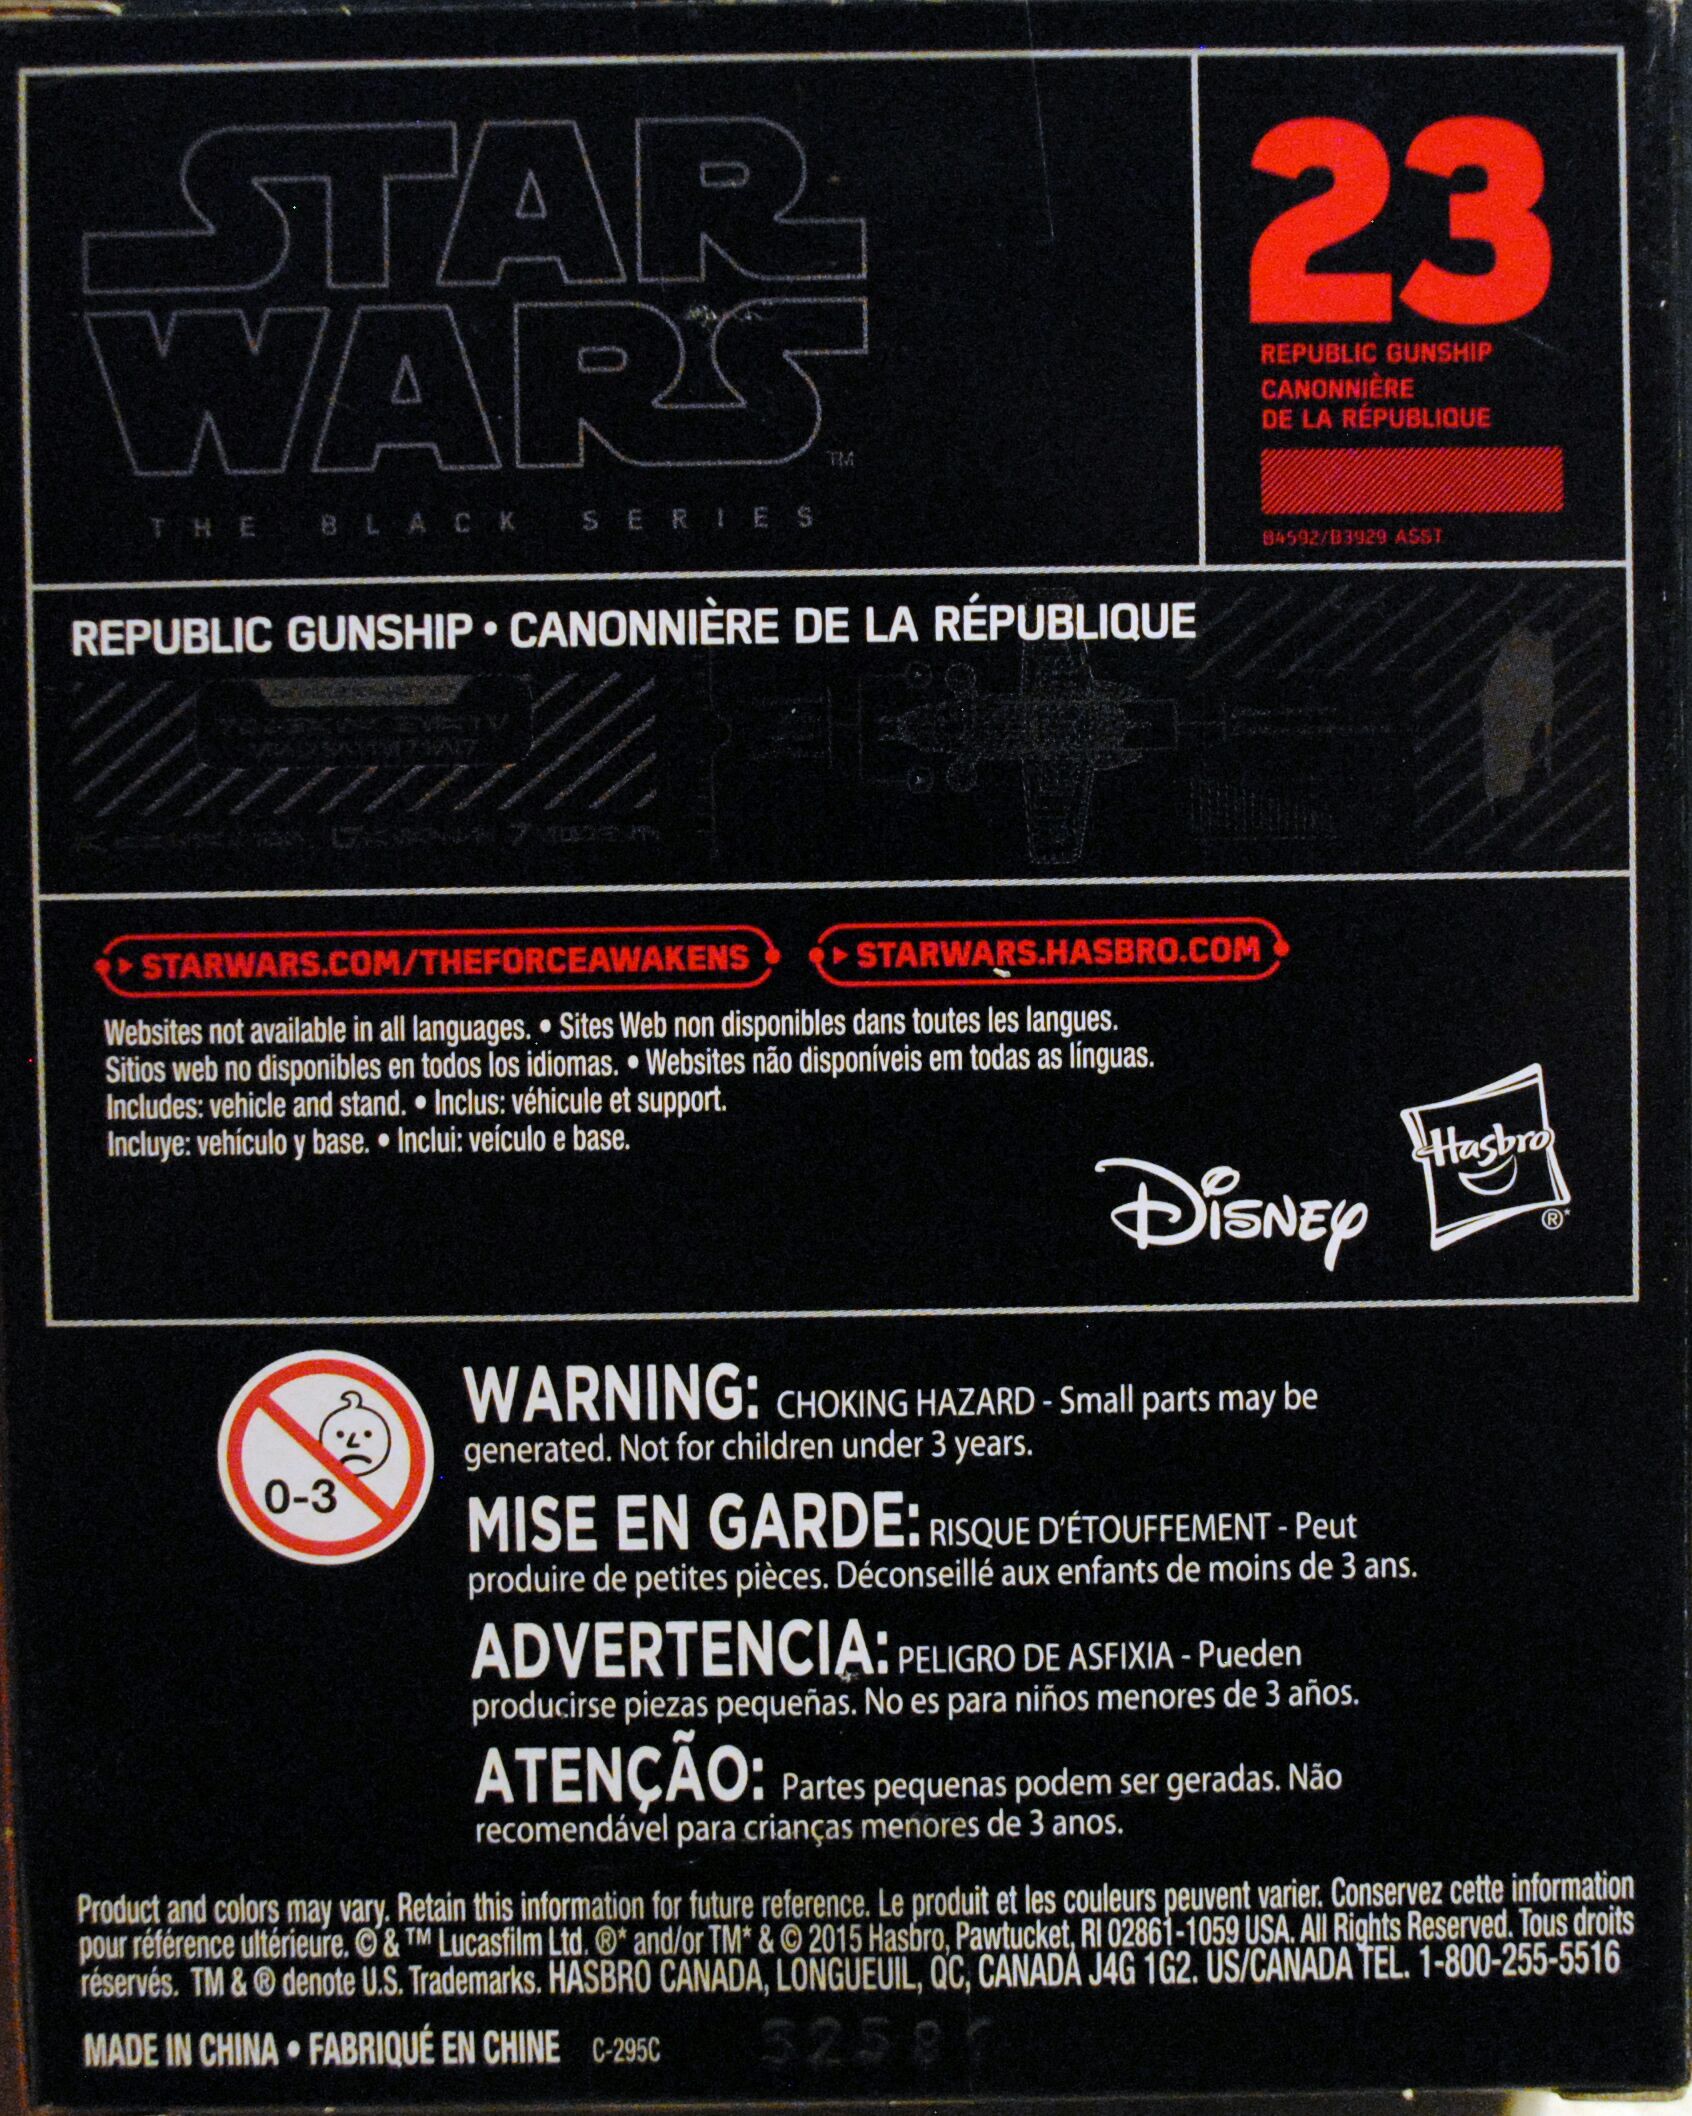 STAR
WARS
TM
THE BLACK SERIES
23
REPUBLIC GUNSHIP
CANONNIÈRE
DE LA RÉPUBLIQUE
B4592/B3929 ASST
REPUBLIC GUNSHIP • CANONNIÈRE DE LA RÉPUBLIQUE
STARWARS.COM/THEFORCEAWAKENS
STARWARS.HASBRO.COM
Websites not available in all languages. • Sites Web non disponibles dans toutes les langues.
Sitios web no disponibles en todos los idiomas. • Websites não disponíveis em todas as línguas.
Includes: vehicle and stand. • Inclus: véhicule et support.
Incluye: vehículo y base. • Inclui: veículo e base.
Disney
Hasbro
®*
0-3
WARNING: CHOKING HAZARD - Small parts may be
generated. Not for children under 3 years.
MISE EN GARDE: RISQUE D'ÉTOUFFEMENT - Peut
produire de petites pièces. Déconseillé aux enfants de moins de 3 ans.
ADVERTENCIA: PELIGRO DE ASFIXIA - Pueden
producirse piezas pequeñas. No es para niños menores de 3 años.
ATENÇÃO: Partes pequenas podem ser geradas. Não
recomendável para crianças menores de 3 anos.
Product and colors may vary. Retain this information for future reference. Le produit et les couleurs peuvent varier. Conservez cette information
pour référence ultérieure. © & ™ Lucasfilm Ltd. ®* and/or TM* & © 2015 Hasbro, Pawtucket, RI 02861-1059 USA. All Rights Reserved. Tous droits
réservés. TM & ® denote U.S. Trademarks. HASBRO CANADA, LONGUEUIL, QC, CANADA J4G 1G2. US/CANADA TEL. 1-800-255-5516
MADE IN CHINA • FABRIQUÉ EN CHINE C-295C